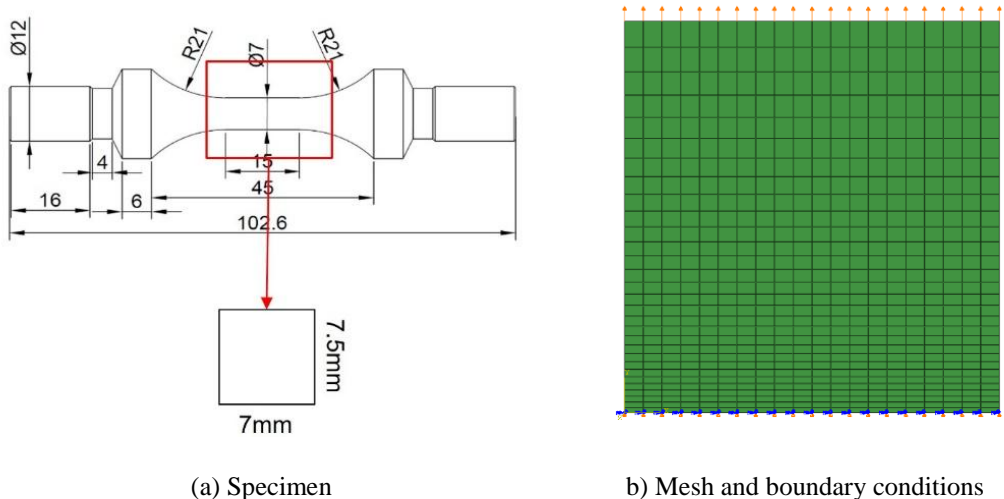 Ø12
R21
Ø7
R21
4
15
16
6
45
102.6
7.5mm
7mm
(a) Specimen
b) Mesh and boundary conditions